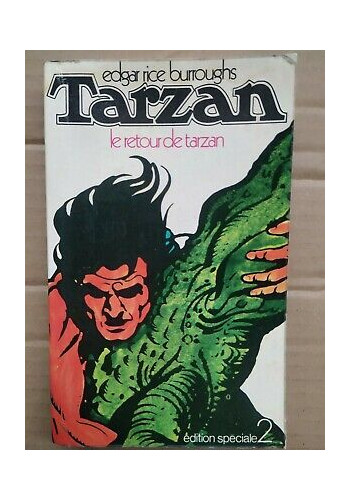 edgar rice burroughs
Tarzan
le retour de tarzan
édition speciale 2